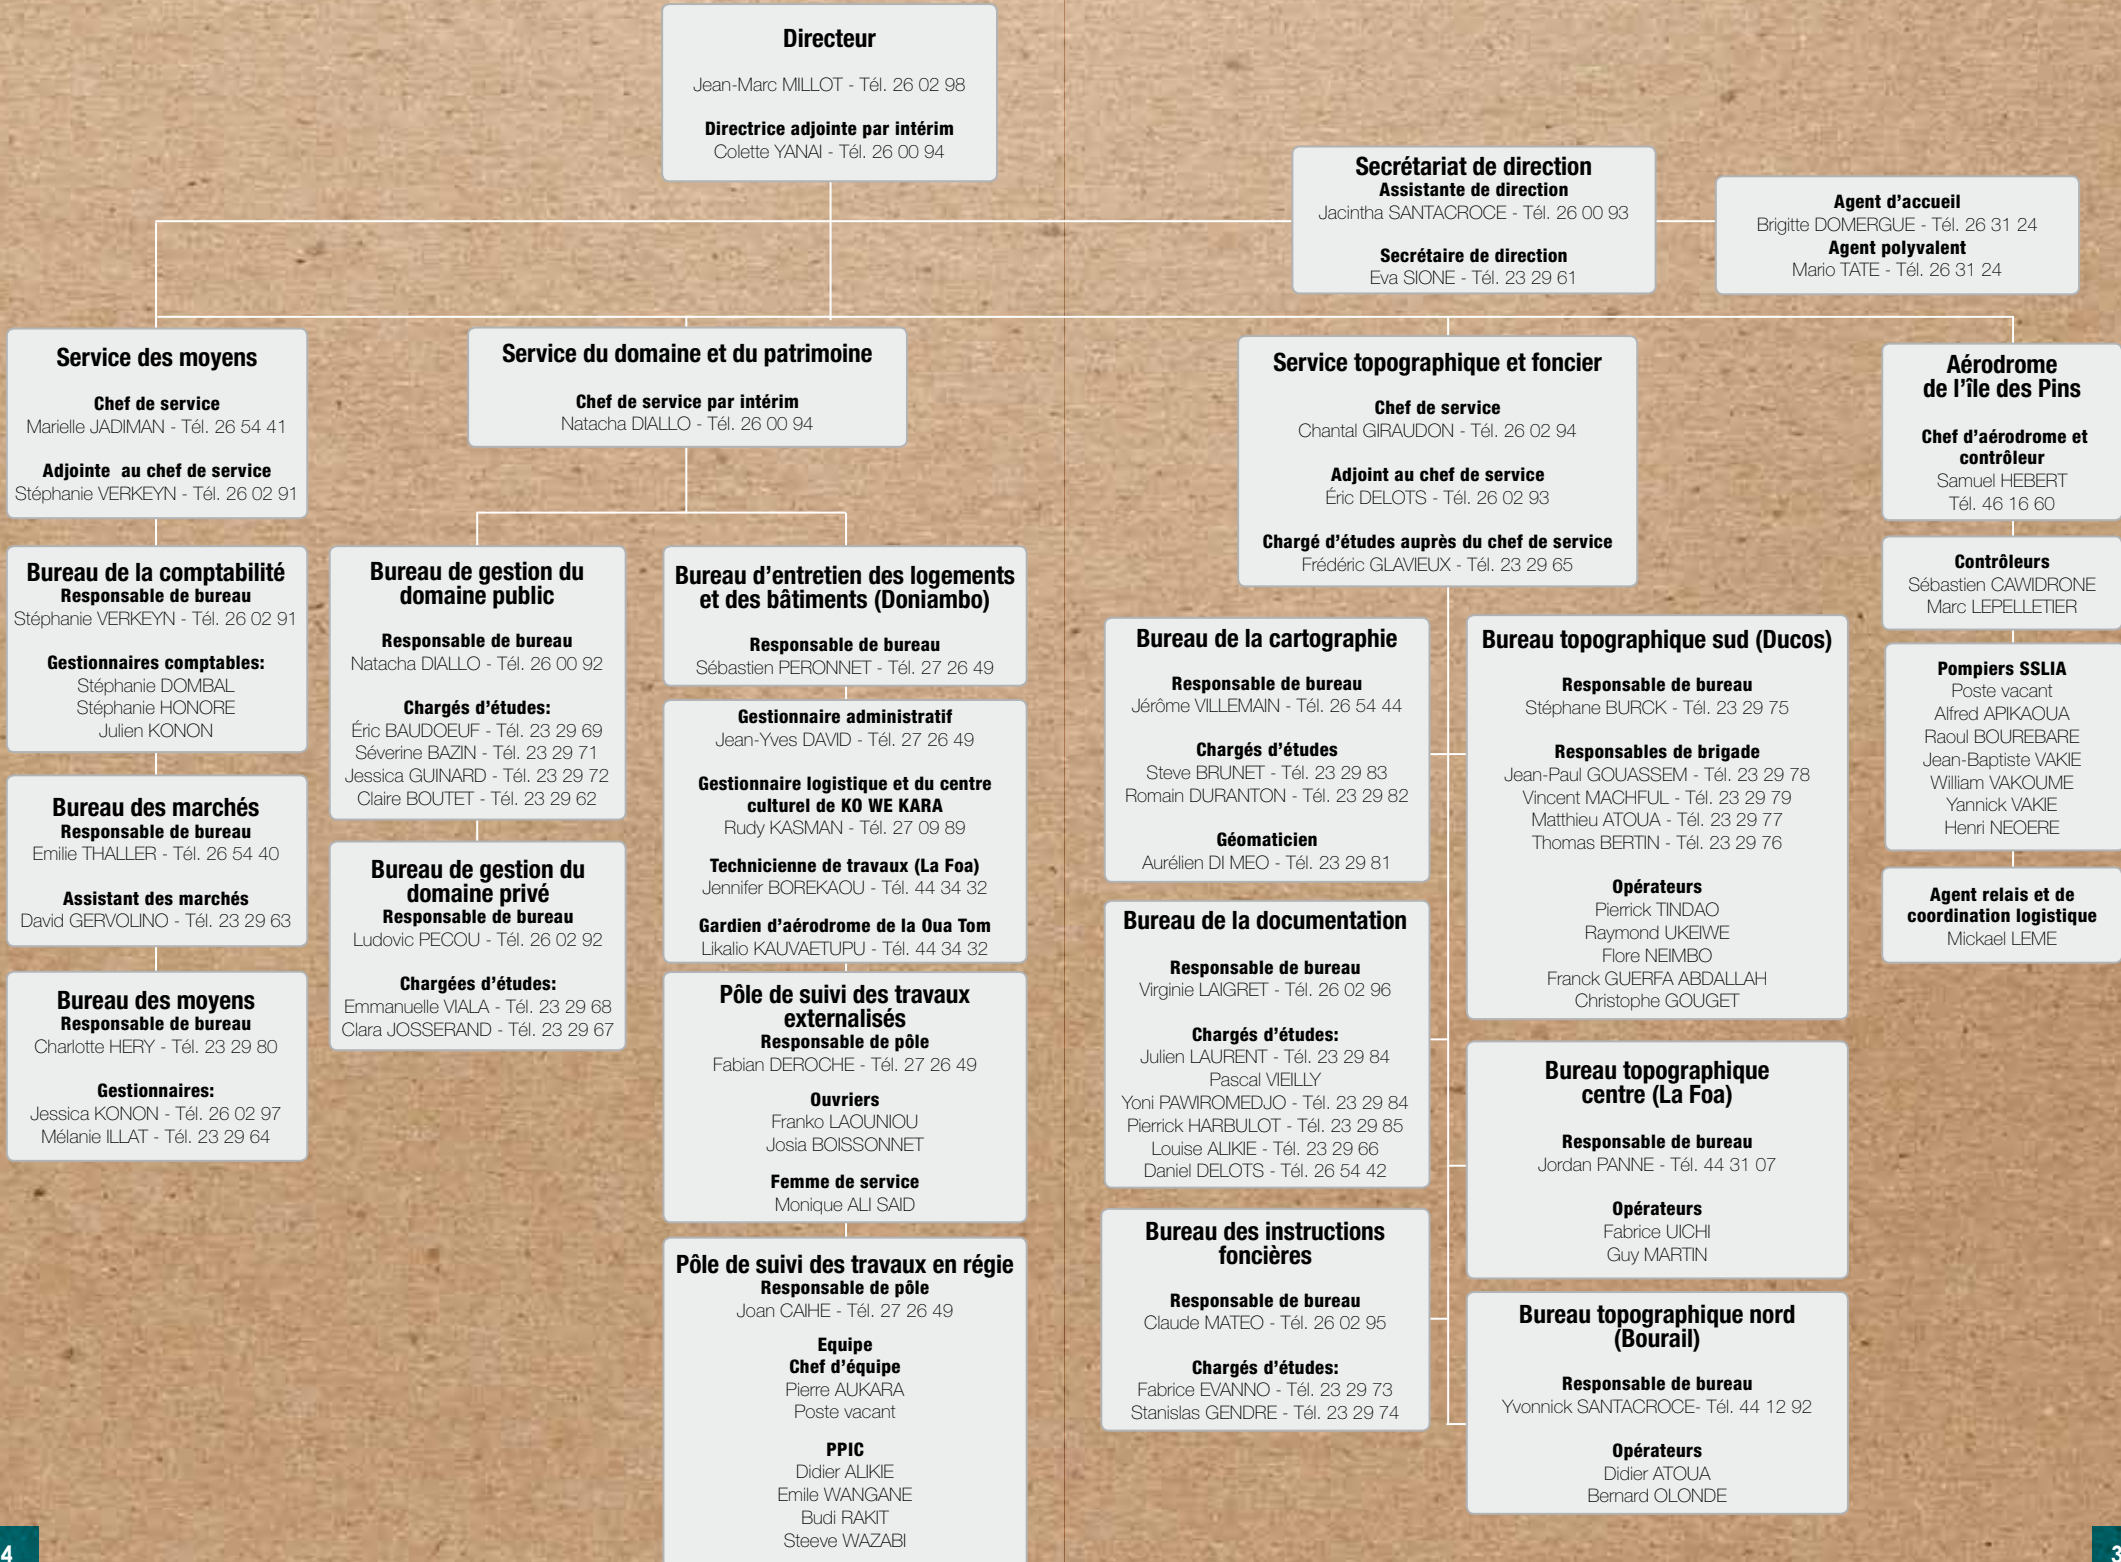 Directeur
Jean-Marc MILLOT - Tél. 26 02 98
Directrice adjointe par intérim
Colette YANAI - Tél. 26 00 94
Secrétariat de direction
Assistante de direction
Jacintha SANTACROCE - Tél. 26 00 93
Secrétaire de direction
Eva SIONE - Tél. 23 29 61
Agent d'accueil
Brigitte DOMERGUE - Tél. 26 31 24
Agent polyvalent
Mario TATE - Tél. 26 31 24
Service des moyens
Chef de service
Marielle JADIMAN - Tél. 26 54 41
Adjointe au chef de service
Stéphanie VERKEYN - Tél. 26 02 91
Bureau de la comptabilité
Responsable de bureau
Stéphanie VERKEYN - Tél. 26 02 91
Gestionnaires comptables:
Stéphanie DOMBAL
Stéphanie HONORE
Julien KONON
Bureau des marchés
Responsable de bureau
Emilie THALLER - Tél. 26 54 40
Assistant des marchés
David GERVOLINO - Tél. 23 29 63
Bureau des moyens
Responsable de bureau
Charlotte HERY - Tél. 23 29 80
Gestionnaires:
Jessica KONON - Tél. 26 02 97
Mélanie ILLAT - Tél. 23 29 64
Service du domaine et du patrimoine
Chef de service par intérim
Natacha DIALLO - Tél. 26 00 94
Bureau de gestion du
domaine public
Responsable de bureau
Natacha DIALLO - Tél. 26 00 92
Chargés d'études:
Éric BAUDOEUF - Tél. 23 29 69
Séverine BAZIN - Tél. 23 29 71
Jessica GUINARD - Tél. 23 29 72
Claire BOUTET - Tél. 23 29 62
Bureau de gestion du
domaine privé
Responsable de bureau
Ludovic PECOU - Tél. 26 02 92
Chargées d'études:
Emmanuelle VIALA - Tél. 23 29 68
Clara JOSSERAND - Tél. 23 29 67
Bureau d'entretien des logements
et des bâtiments (Doniambo)
Responsable de bureau
Sébastien PERONNET - Tél. 27 26 49
Gestionnaire administratif
Jean-Yves DAVID - Tél. 27 26 49
Gestionnaire logistique et du centre
culturel de KO WE KARA
Rudy KASMAN - Tél. 27 09 89
Technicienne de travaux (La Foa)
Jennifer BOREKAOU - Tél. 44 34 32
Gardien d'aérodrome de la Oua Tom
Likalio KAUVAETUPU - Tél. 44 34 32
Pôle de suivi des travaux
externalisés
Responsable de pôle
Fabian DEROCHE - Tél. 27 26 49
Ouvriers
Franko LAOUNIOU
Josia BOISSONNET
Femme de service
Monique ALI SAID
Pôle de suivi des travaux en régie
Responsable de pôle
Joan CAIHE - Tél. 27 26 49
Equipe
Chef d'équipe
Pierre AUKARA
Poste vacant
PPIC
Didier ALIKIE
Emile WANGANE
Budi RAKIT
Steeve WAZABI
Service topographique et foncier
Chef de service
Chantal GIRAUDON - Tél. 26 02 94
Adjoint au chef de service
Éric DELOTS - Tél. 26 02 93
Chargé d'études auprès du chef de service
Frédéric GLAVIEUX - Tél. 23 29 65
Bureau de la cartographie
Responsable de bureau
Jérôme VILLEMAIN - Tél. 26 54 44
Chargés d'études
Steve BRUNET - Tél. 23 29 83
Romain DURANTON - Tél. 23 29 82
Géomaticien
Aurélien DI MEO - Tél. 23 29 81
Bureau de la documentation
Responsable de bureau
Virginie LAIGRET - Tél. 26 02 96
Chargés d'études:
Julien LAURENT - Tél. 23 29 84
Pascal VIEILLY
Yoni PAWIROMEDJO - Tél. 23 29 84
Pierrick HARBULOT - Tél. 23 29 85
Louise ALIKIE - Tél. 23 29 66
Daniel DELOTS - Tél. 26 54 42
Bureau des instructions
foncières
Responsable de bureau
Claude MATEO - Tél. 26 02 95
Chargés d'études:
Fabrice EVANNO - Tél. 23 29 73
Stanislas GENDRE - Tél. 23 29 74
Bureau topographique sud (Ducos)
Responsable de bureau
Stéphane BURCK - Tél. 23 29 75
Responsables de brigade
Jean-Paul GOUASSEM - Tél. 23 29 78
Vincent MACHFUL - Tél. 23 29 79
Matthieu ATOUA - Tél. 23 29 77
Thomas BERTIN - Tél. 23 29 76
Opérateurs
Pierrick TINDAO
Raymond UKEIWE
Flore NEIMBO
Franck GUERFA ABDALLAH
Christophe GOUGET
Bureau topographique
centre (La Foa)
Responsable de bureau
Jordan PANNE - Tél. 44 31 07
Opérateurs
Fabrice UICHI
Guy MARTIN
Bureau topographique nord
(Bourail)
Responsable de bureau
Yvonnick SANTACROCE- Tél. 44 12 92
Opérateurs
Didier ATOUA
Bernard OLONDE
Aérodrome
de l'île des Pins
Chef d'aérodrome et
contrôleur
Samuel HEBERT
Tél. 46 16 60
Contrôleurs
Sébastien CAWIDRONE
Marc LEPELLETIER
Pompiers SSLIA
Poste vacant
Alfred APIKAOUA
Raoul BOUREBARE
Jean-Baptiste VAKIE
William VAKOUME
Yannick VAKIE
Henri NEOERE
Agent relais et de
coordination logistique
Mickael LEME
4
3